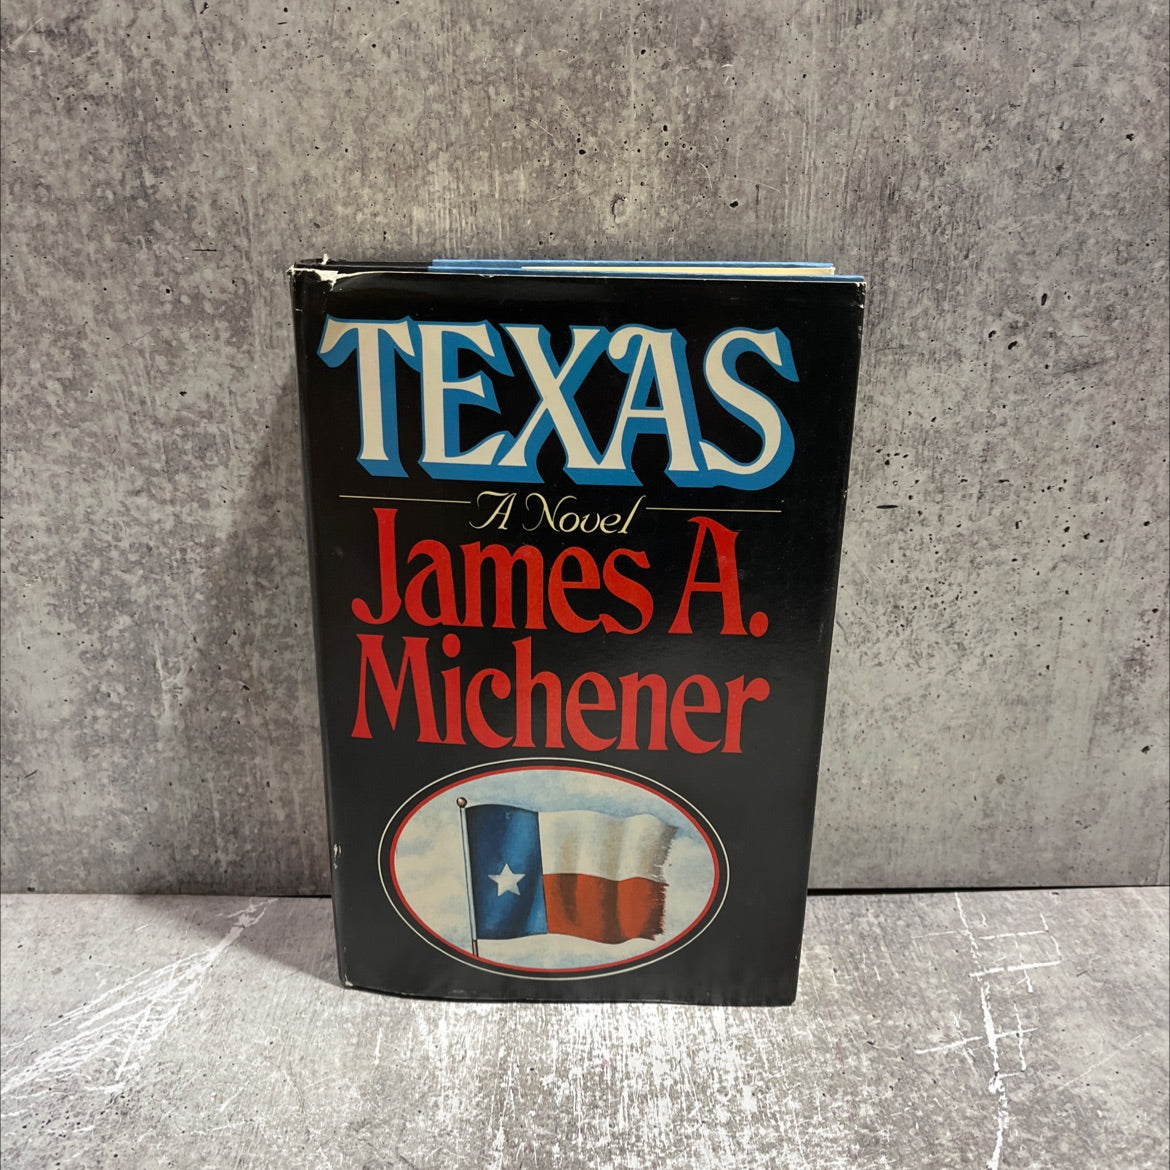 TEXAS
A Novel
James A.
Michener